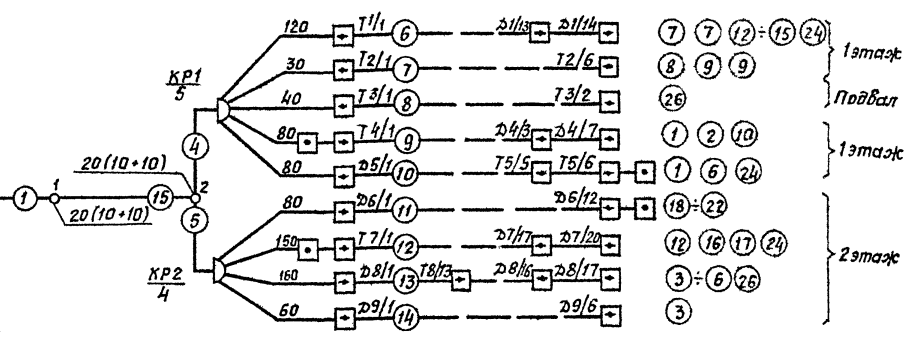 120 Т1/1 6 Д1/13 Д1/14 7 7 12÷15 24
30 Т2/1 7 Т2/6 8 9 9
1 этаж
КР1
5
40 Т3/1 8 Т3/2 26
Подвал
80 Т4/1 9 Д4/3 Д4/7 1 2 10
4
80 Д5/1 10 Т5/5 Т5/6 1 6 24
1 этаж
20(10+10)
1 1 15 2
20(10+10)
5
80 Д6/1 11 Д6/12 18÷22
150 Т7/1 12 Д7/17 Д7/20 12 16 17 24
2 этаж
КР2
4
160 Д8/1 13 Т8/13 Д8/16 Д8/17 3÷6 26
60 Д9/1 14 Д9/6 3